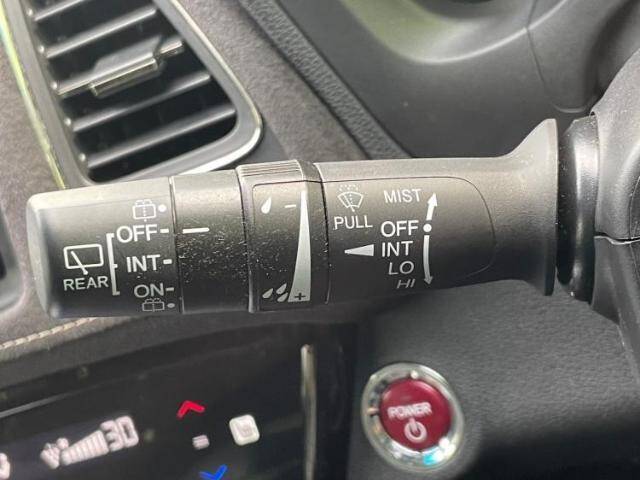 REAR
OFF
INT
ON
−
+
PULL
MIST
OFF
INT
LO
HI
30
POWER